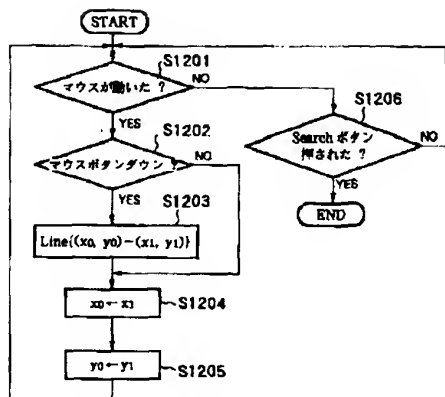 START
S1201
マウスが動いた ?
NO
YES
S1202
マウスボタンダウン ?
NO
YES
S1203
Line{(x0, y0)-(x1, y1)}
x0←x1
S1204
y0←y1
S1205
S1206
Search ボタン
押された ?
NO
YES
END